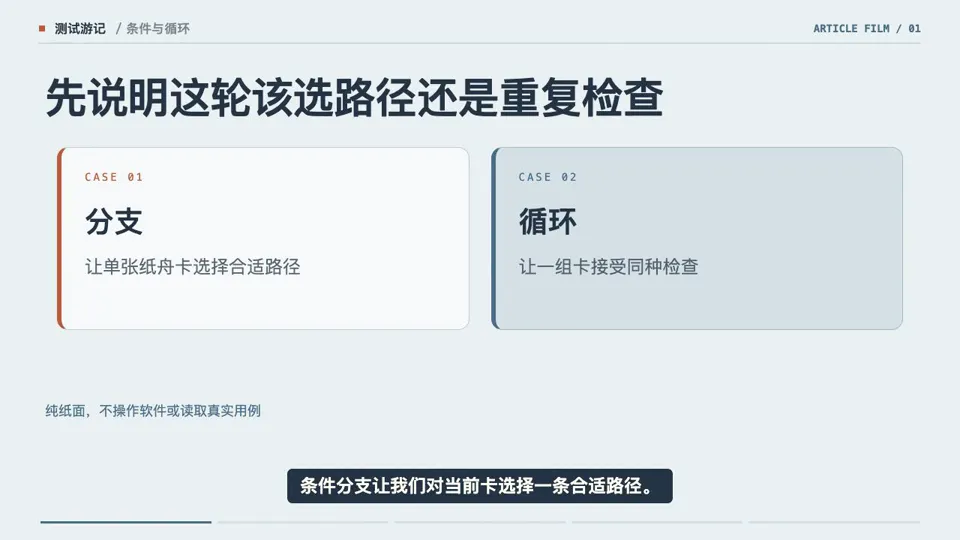 测试游记 / 条件与循环
ARTICLE FILM / 01
先说明这轮该选路径还是重复检查
CASE 01
分支
让单张纸舟卡选择合适路径
CASE 02
循环
让一组卡接受同种检查
纯纸面，不操作软件或读取真实用例
条件分支让我们对当前卡选择一条合适路径。